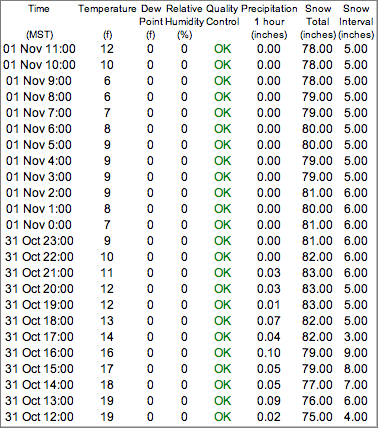 Time Temperature Dew Relative Quality Precipitation Snow Snow
Point Humidity Control 1 hour Total Interval
(MST) (f) (f) (%) (inches) (inches) (inches)
01 Nov 11:00 12 0 0 OK 0.00 78.00 5.00
01 Nov 10:00 10 0 0 OK 0.00 78.00 5.00
01 Nov 9:00 6 0 0 OK 0.00 78.00 5.00
01 Nov 8:00 6 0 0 OK 0.00 79.00 5.00
01 Nov 7:00 7 0 0 OK 0.00 79.00 5.00
01 Nov 6:00 8 0 0 OK 0.00 80.00 5.00
01 Nov 5:00 9 0 0 OK 0.00 80.00 5.00
01 Nov 4:00 9 0 0 OK 0.00 79.00 5.00
01 Nov 3:00 9 0 0 OK 0.00 79.00 5.00
01 Nov 2:00 9 0 0 OK 0.00 81.00 6.00
01 Nov 1:00 8 0 0 OK 0.00 80.00 6.00
01 Nov 0:00 7 0 0 OK 0.00 81.00 6.00
31 Oct 23:00 9 0 0 OK 0.00 81.00 6.00
31 Oct 22:00 10 0 0 OK 0.00 82.00 6.00
31 Oct 21:00 11 0 0 OK 0.03 83.00 6.00
31 Oct 20:00 12 0 0 OK 0.03 83.00 5.00
31 Oct 19:00 12 0 0 OK 0.01 83.00 5.00
31 Oct 18:00 13 0 0 OK 0.07 82.00 5.00
31 Oct 17:00 14 0 0 OK 0.04 82.00 3.00
31 Oct 16:00 16 0 0 OK 0.10 79.00 9.00
31 Oct 15:00 17 0 0 OK 0.05 79.00 8.00
31 Oct 14:00 18 0 0 OK 0.05 77.00 7.00
31 Oct 13:00 19 0 0 OK 0.09 76.00 6.00
31 Oct 12:00 19 0 0 OK 0.02 75.00 4.00